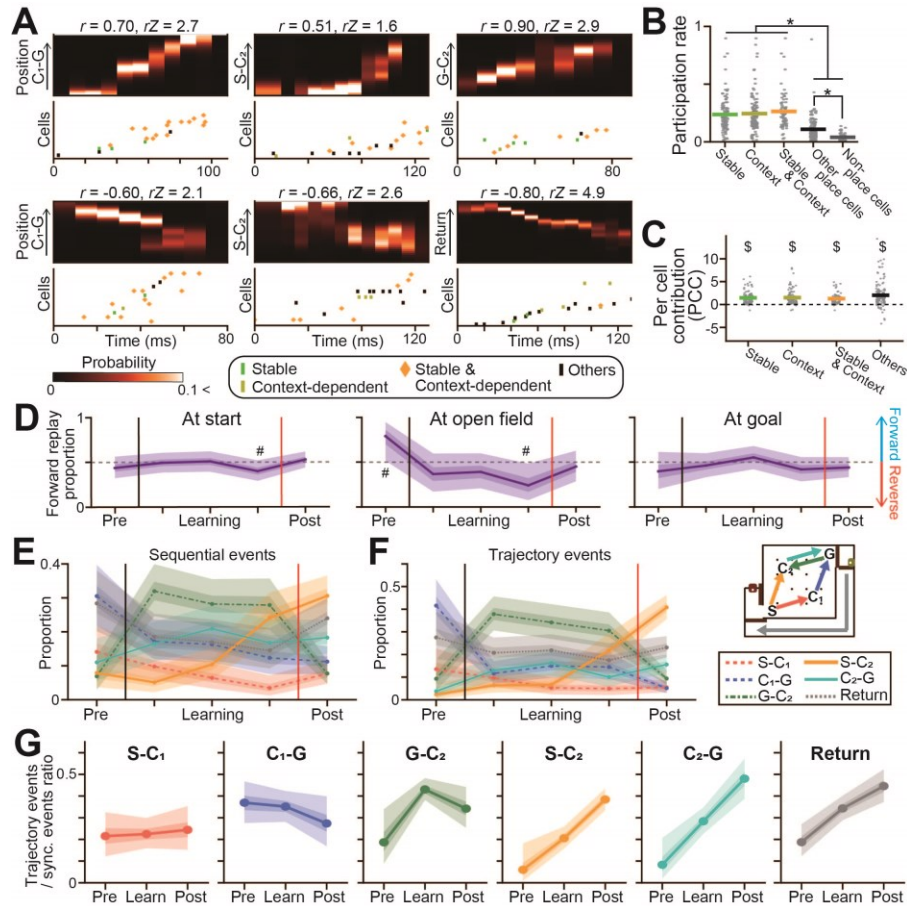 A
r = 0.70, rZ = 2.7
r = 0.51, rZ = 1.6
r = 0.90, rZ = 2.9
Position
C₁-G
S-C₂
G-C₂
Cells
0 100
0 120
0 80
r = -0.60, rZ = 2.1
r = -0.66, rZ = 2.6
r = -0.80, rZ = 4.9
Position
C₁-G
S-C₂
Return
Cells
Cells
0 Time (ms) 80
0 Time (ms) 120
0 Time (ms) 120
Probability
0 0.1 <
Stable
Context-dependent
Stable &
Context-dependent
Others
B
Participation rate
1
0
*
*
Stable
Context
Stable
& Context
Other
place cells
Non-
place cells
C
Per cell
contribution
(PCC)
10
5
0
-5
$ $ $ $
Stable
Context
Stable
& Context
Others
D
At start
At open field
At goal
Forward replay
proportion
1
0
#
#
#
Forward
Reverse
Pre Learning Post
Pre Learning Post
Pre Learning Post
E
Sequential events
Proportion
0.4
0
Pre Learning Post
F
Trajectory events
Proportion
0.6
0
Pre Learning Post
C₂ G
S C₁
S-C₁ S-C₂
C₁-G C₂-G
G-C₂ Return
G
S-C₁
C₁-G
G-C₂
S-C₂
C₂-G
Return
Trajectory events
/ sync. events ratio
0.5
0
Pre Learn Post
Pre Learn Post
Pre Learn Post
Pre Learn Post
Pre Learn Post
Pre Learn Post